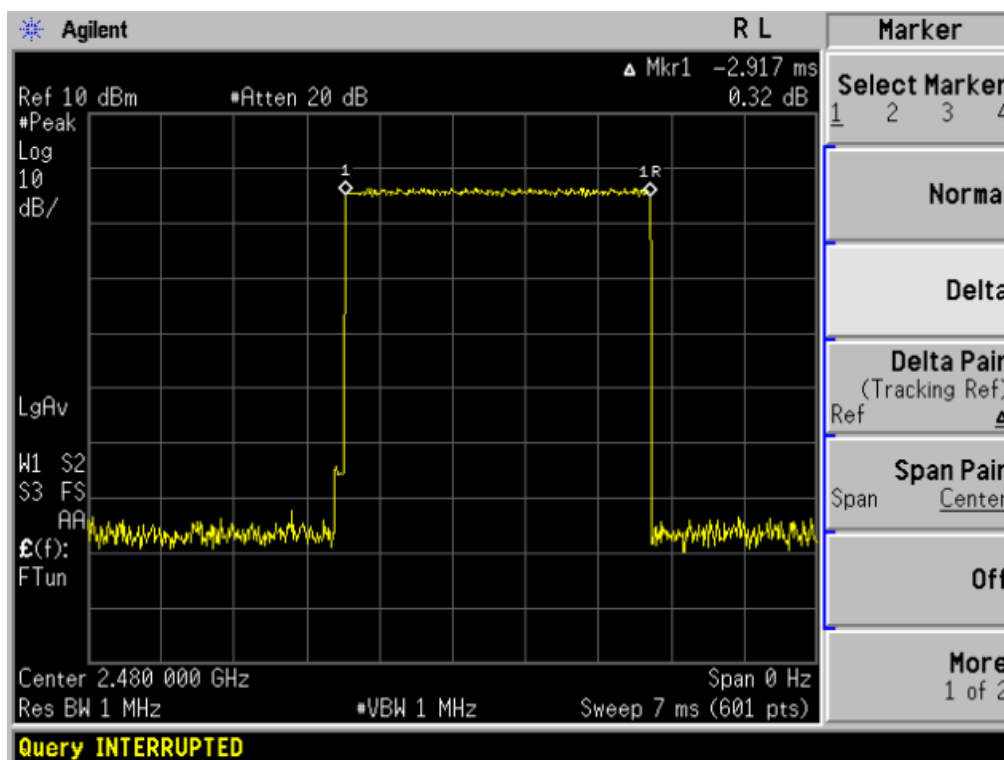 Agilent R L Marker
Δ Mkr1 -2.917 ms
Ref 10 dBm #Atten 20 dB 0.32 dB
#Peak
Log
10
dB/
1 1R
LgAv
W1 S2
S3 FS
AA
£(f):
FTun
Center 2.480 000 GHz Span 0 Hz
Res BW 1 MHz #VBW 1 MHz Sweep 7 ms (601 pts)
Query INTERRUPTED
Select Marker
1 2 3 4
Norma
Delta
Delta Pair
(Tracking Ref)
Ref Δ
Span Pair
Span Center
Off
More
1 of 2